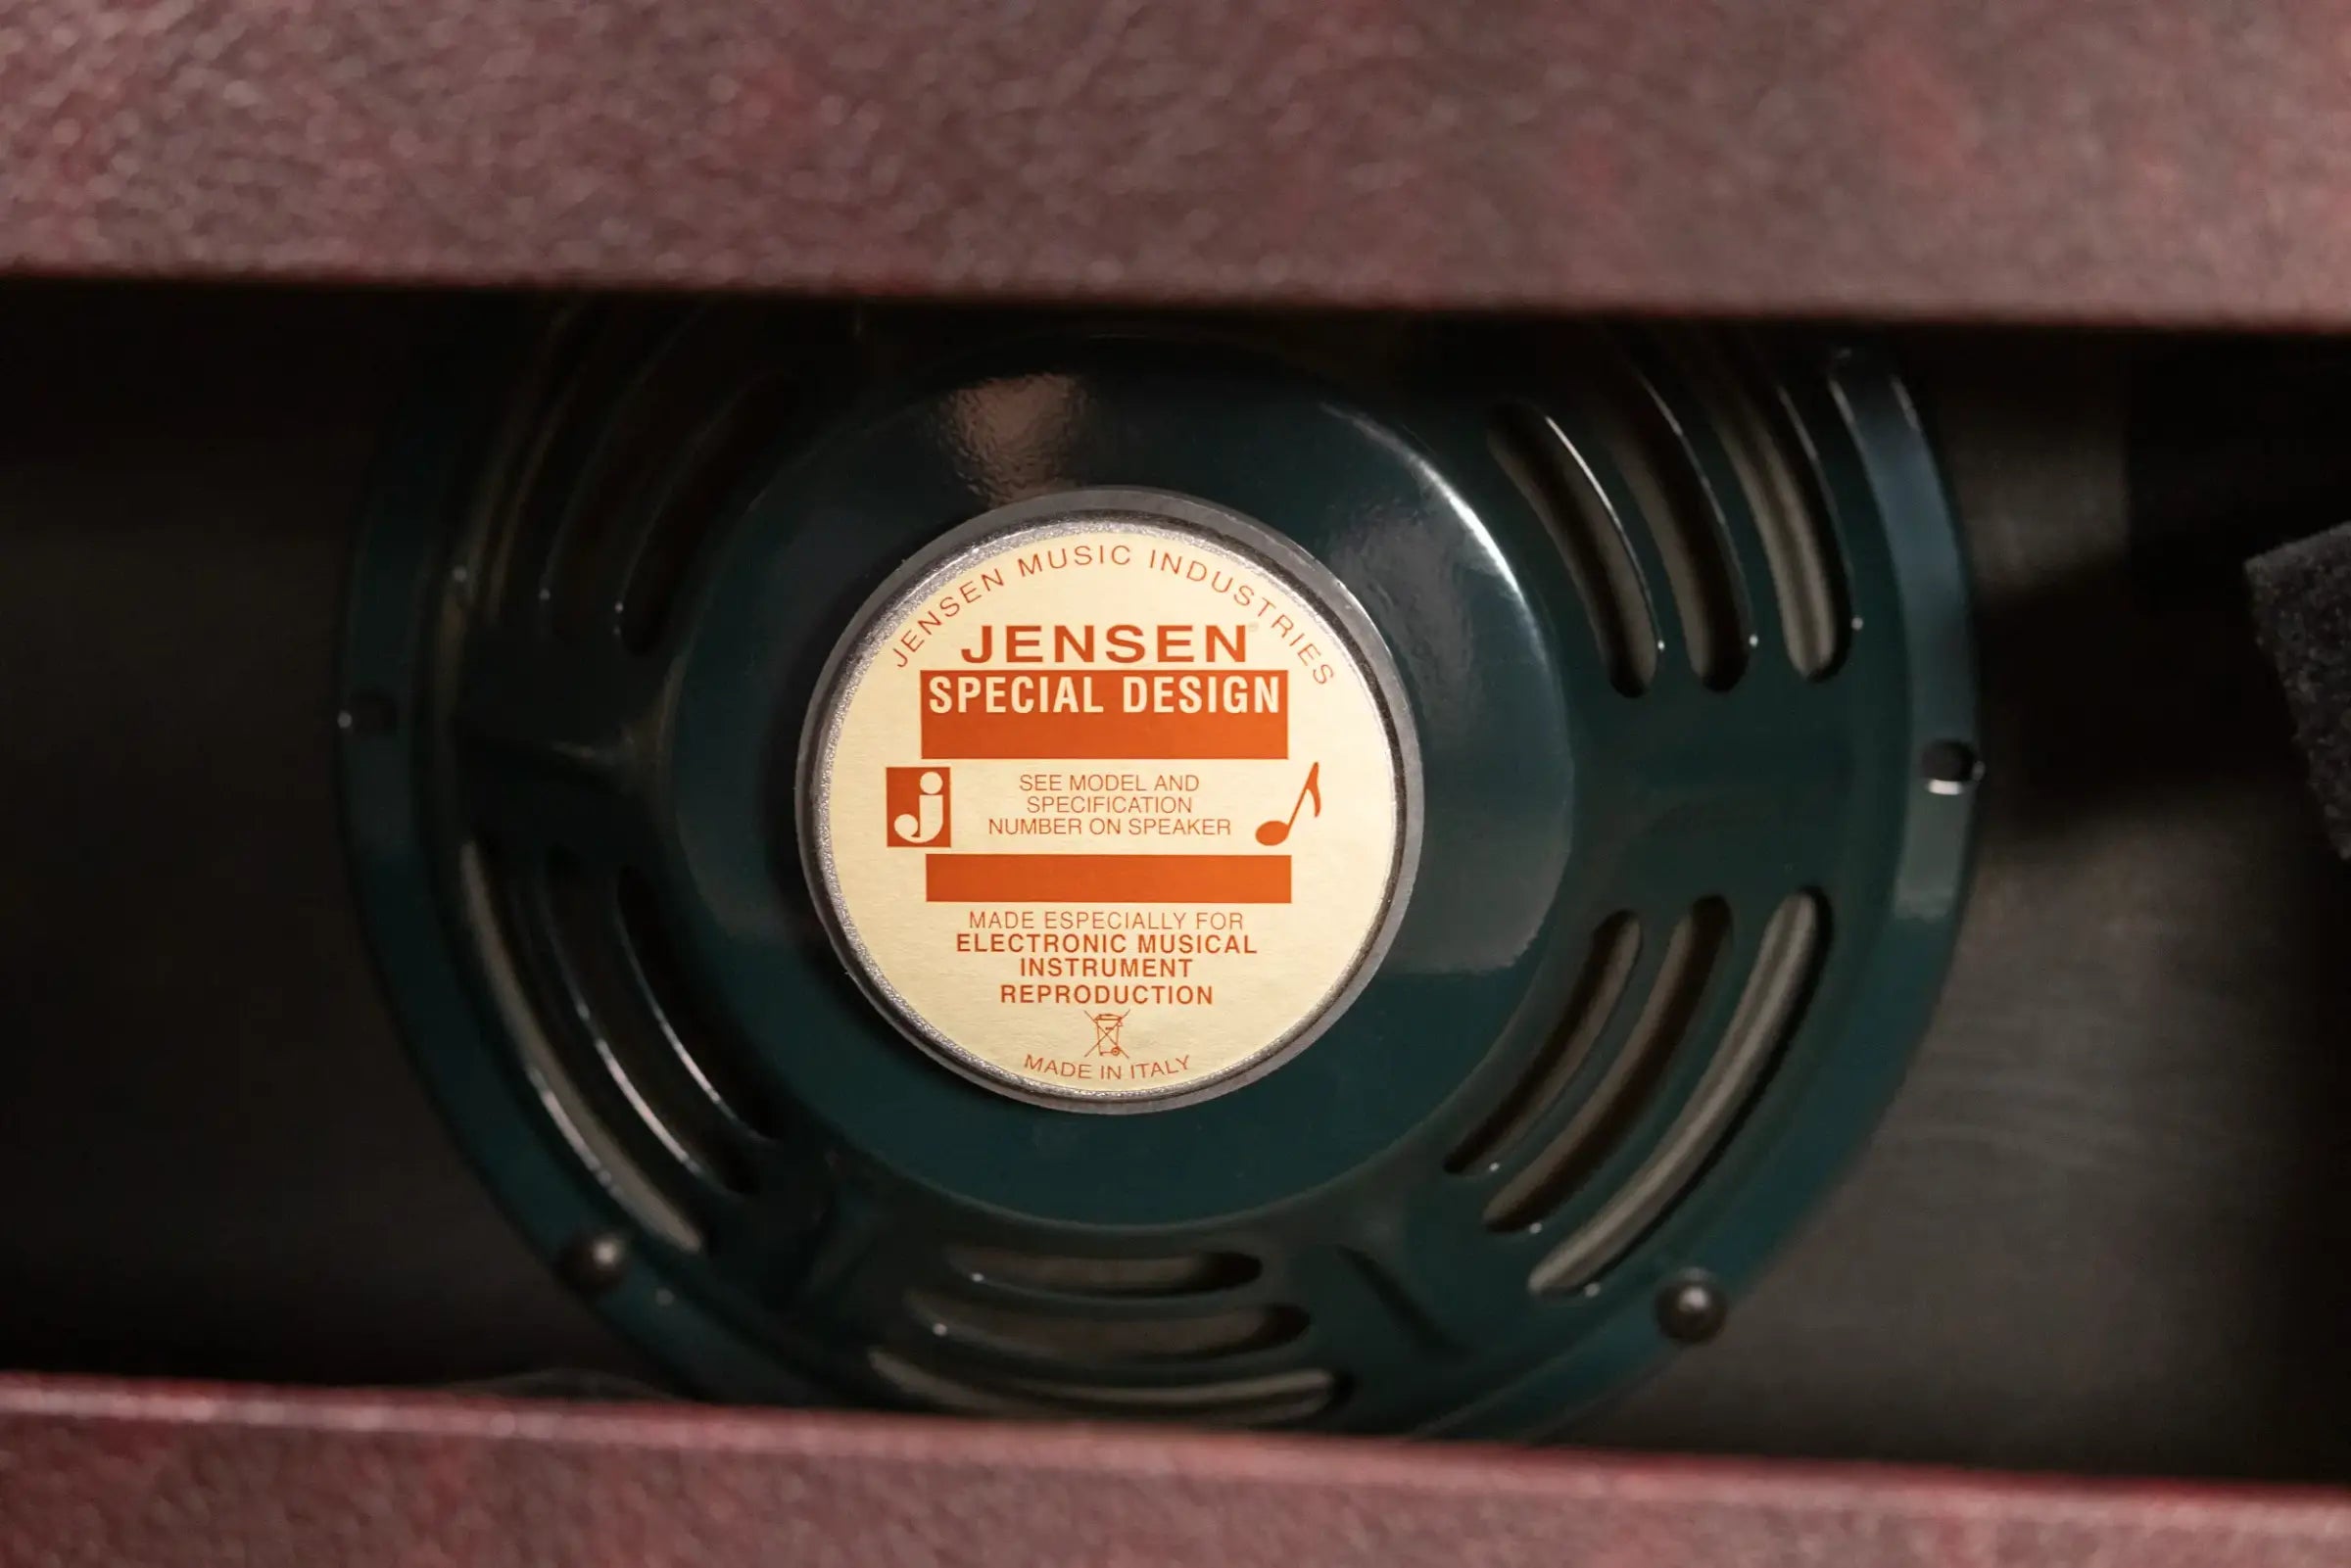 JENSEN MUSIC INDUSTRIES
JENSEN
SPECIAL DESIGN
j
SEE MODEL AND
SPECIFICATION
NUMBER ON SPEAKER
MADE ESPECIALLY FOR
ELECTRONIC MUSICAL
INSTRUMENT
REPRODUCTION
MADE IN ITALY